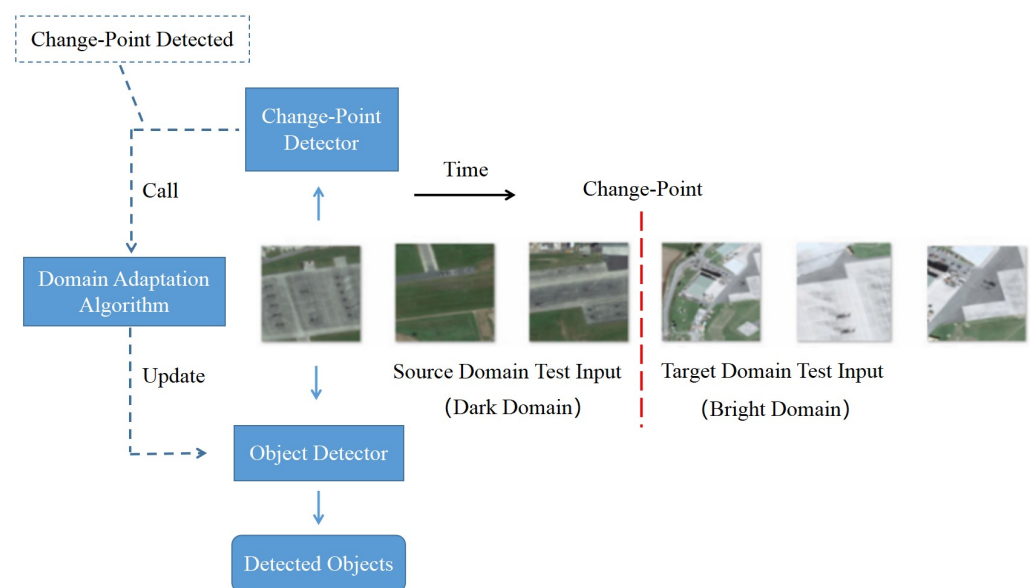 Change-Point Detected
Change-Point
Detector
Time
Change-Point
Call
Domain Adaptation
Algorithm
Update
Source Domain Test Input
(Dark Domain)
Target Domain Test Input
(Bright Domain)
Object Detector
Detected Objects